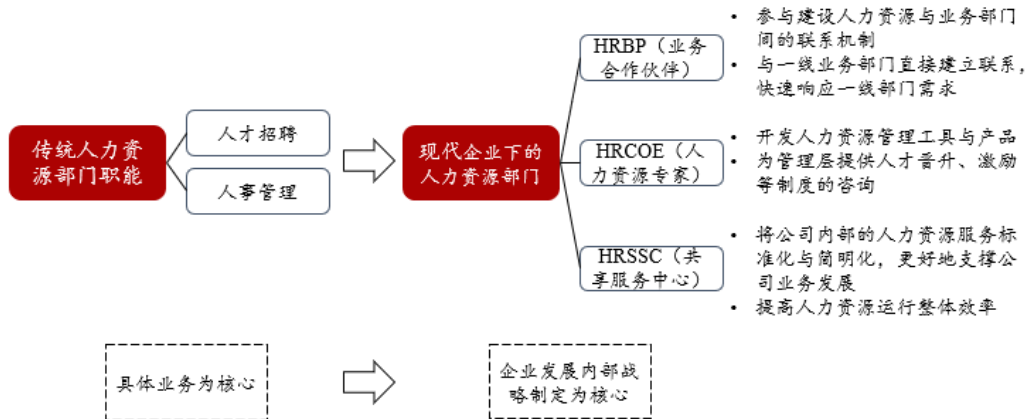 传统人力资
源部门职能
人才招聘
人事管理
现代企业下的
人力资源部门
HRBP（业务
合作伙伴）
• 参与建设人力资源与业务部门
间的联系机制
• 与一线业务部门直接建立联系，
快速响应一线部门需求
HRCOE（人
力资源专家）
• 开发人力资源管理工具与产品
• 为管理层提供人才晋升、激励
等制度的咨询
HRSSC（共
享服务中心）
• 将公司内部的人力资源服务标
准化与简明化，更好地支撑公
司业务发展
• 提高人力资源运行整体效率
具体业务为核心
企业发展内部战
略制定为核心